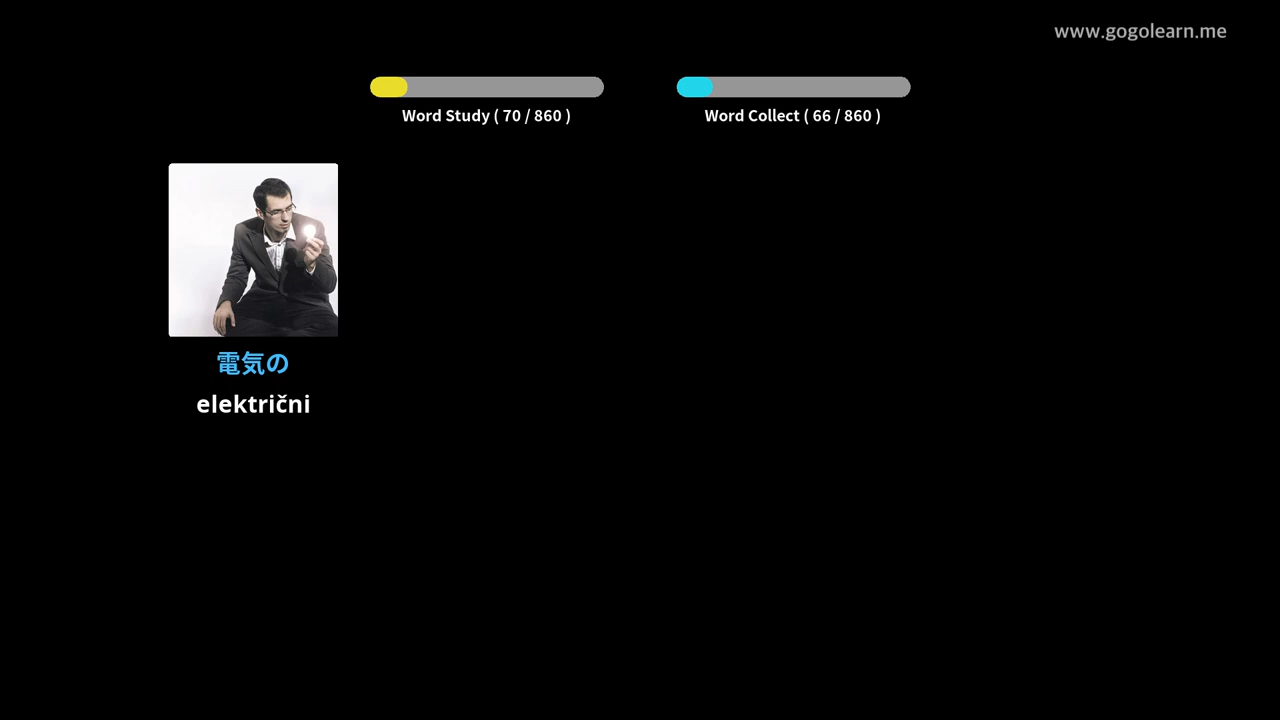 www.gogolearn.me
Word Study ( 70 / 860 )
Word Collect ( 66 / 860 )
電気の
električni